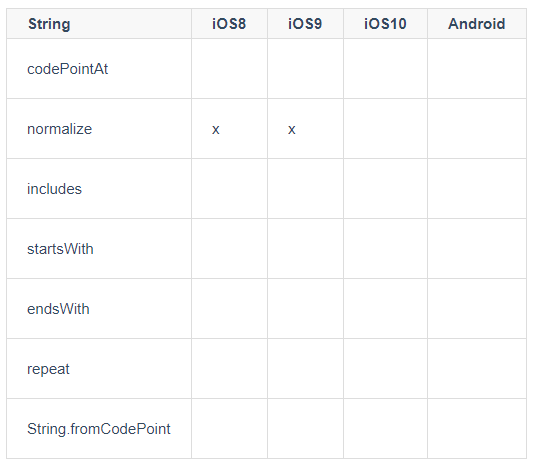 String iOS8 iOS9 iOS10 Android
codePointAt
normalize x x
includes
startsWith
endsWith
repeat
String.fromCodePoint